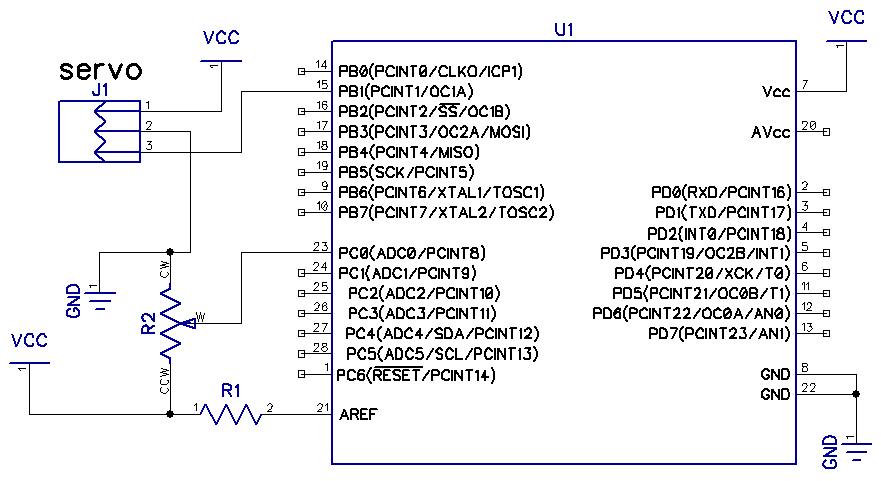 U1
VCC
VCC
servo
J1
1
1
1
2
3
14 PB0(PCINT0/CLKO/ICP1)
15 PB1(PCINT1/OC1A)
16 PB2(PCINT2/SS/OC1B)
17 PB3(PCINT3/OC2A/MOSI)
18 PB4(PCINT4/MISO)
19 PB5(SCK/PCINT5)
9 PB6(PCINT6/XTAL1/TOSC1)
10 PB7(PCINT7/XTAL2/TOSC2)
23 PC0(ADC0/PCINT8)
24 PC1(ADC1/PCINT9)
25 PC2(ADC2/PCINT10)
26 PC3(ADC3/PCINT11)
27 PC4(ADC4/SDA/PCINT12)
28 PC5(ADC5/SCL/PCINT13)
1 PC6(RESET/PCINT14)
21 AREF
Vcc 7
AVcc 20
PD0(RXD/PCINT16) 2
PD1(TXD/PCINT17) 3
PD2(INT0/PCINT18) 4
PD3(PCINT19/OC2B/INT1) 5
PD4(PCINT20/XCK/T0) 6
PD5(PCINT21/OC0B/T1) 11
PD6(PCINT22/OC0A/AN0) 12
PD7(PCINT23/AN1) 13
GND 8
GND 22
GND
1
GND
1
CW
R2
W
CCW
VCC
1
R1
1
2